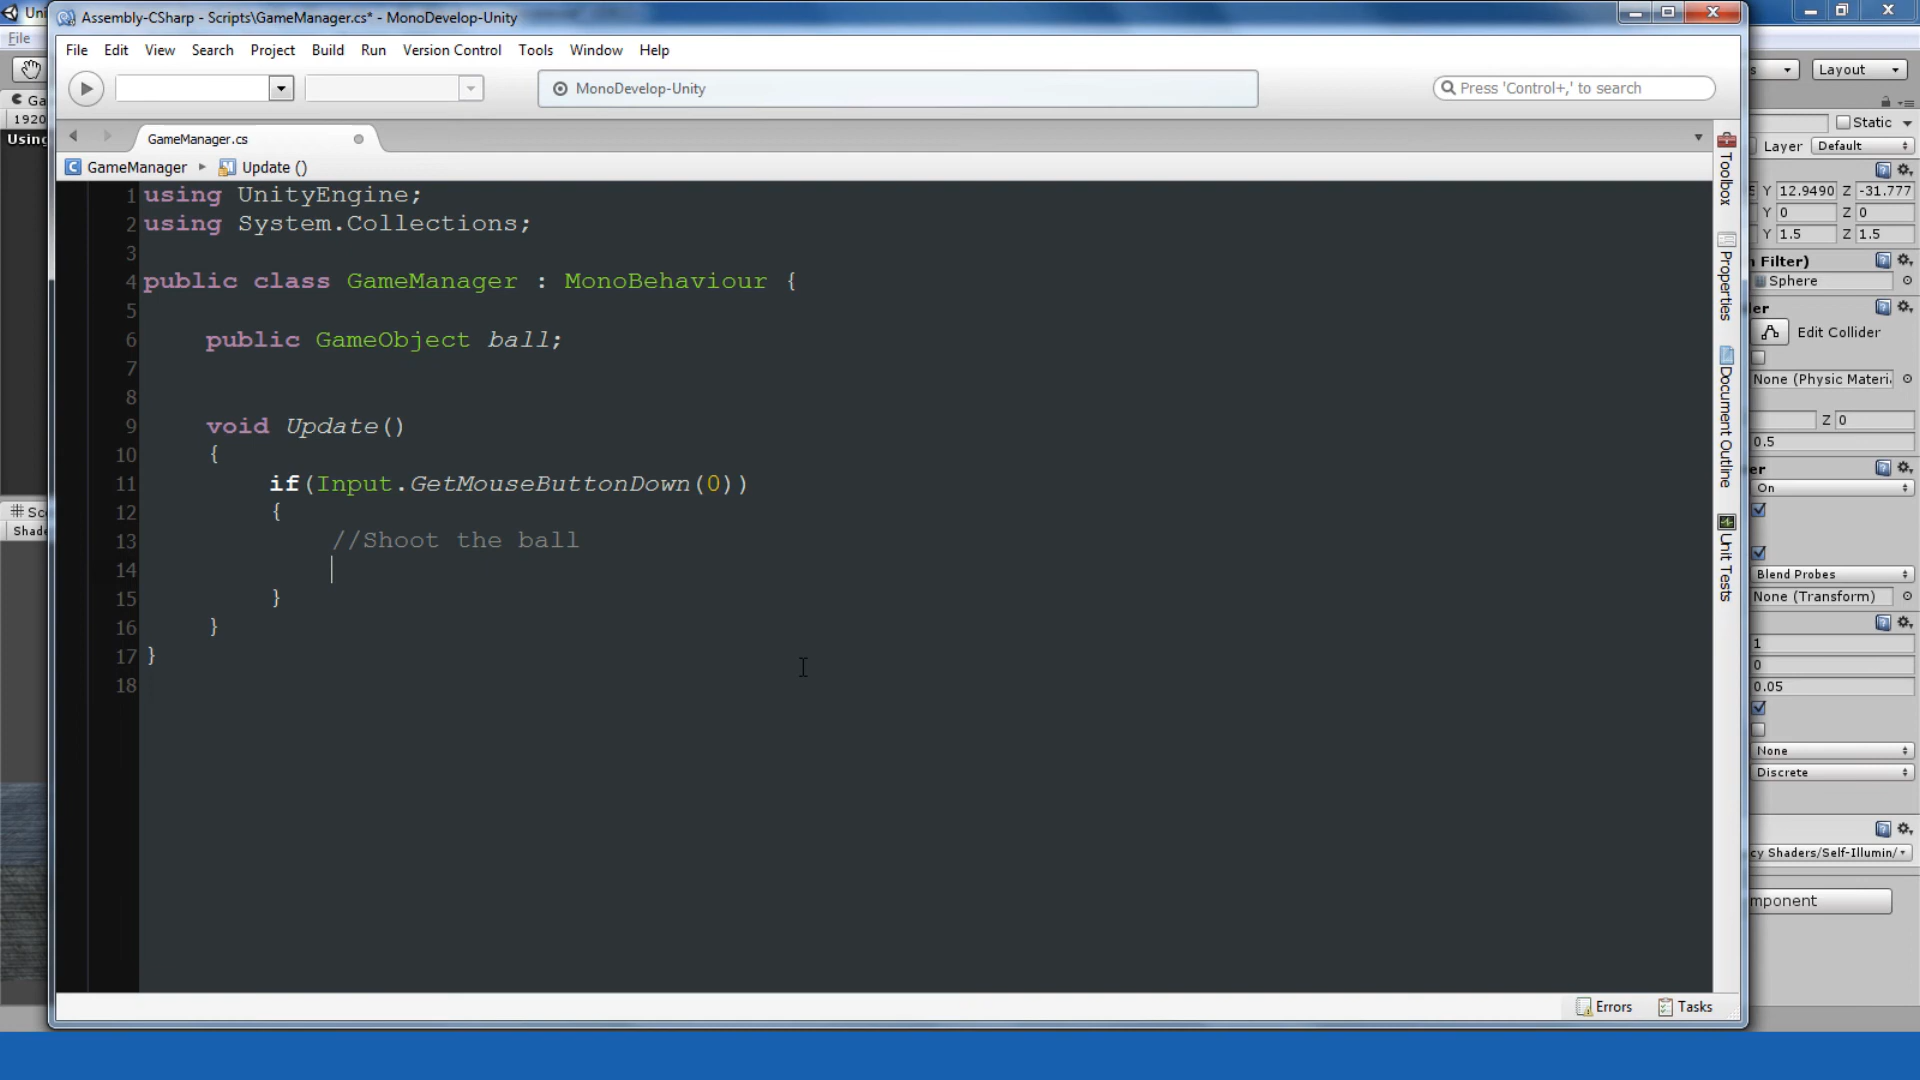 Uni
Assembly-CSharp - Scripts\GameManager.cs* - MonoDevelop-Unity
File
File Edit View Search Project Build Run Version Control Tools Window Help
s Layout
MonoDevelop-Unity
Press 'Control+,' to search
Ga
1920
GameManager.cs
Static
Using
Layer Default
GameManager Update ()
Toolbox
Properties
Document Outline
Unit Tests
1 using UnityEngine;
2 using System.Collections;
3
4 public class GameManager : MonoBehaviour {
5
6 public GameObject ball;
7
8
9 void Update()
10 {
11 if(Input.GetMouseButtonDown(0))
12 {
13 //Shoot the ball
14
15 }
16 }
17 }
18
Y 12.9490 Z -31.777
Y 0 Z 0
Y 1.5 Z 1.5
n Filter)
Sphere
der
Edit Collider
None (Physic Materi
Z 0
0.5
er
On
Sc
Shade
Blend Probes
None (Transform)
1
0
0.05
None
Discrete
cy Shaders/Self-Illumin/
mponent
Errors Tasks